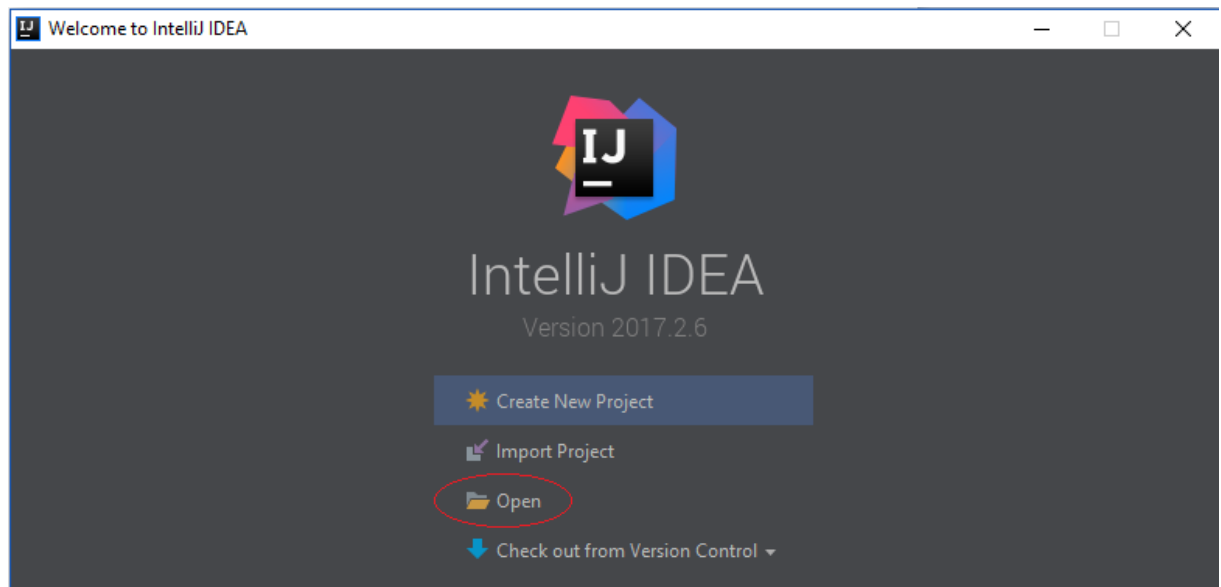 IJ Welcome to IntelliJ IDEA
IJ
IntelliJ IDEA
Version 2017.2.6
Create New Project
Import Project
Open
Check out from Version Control